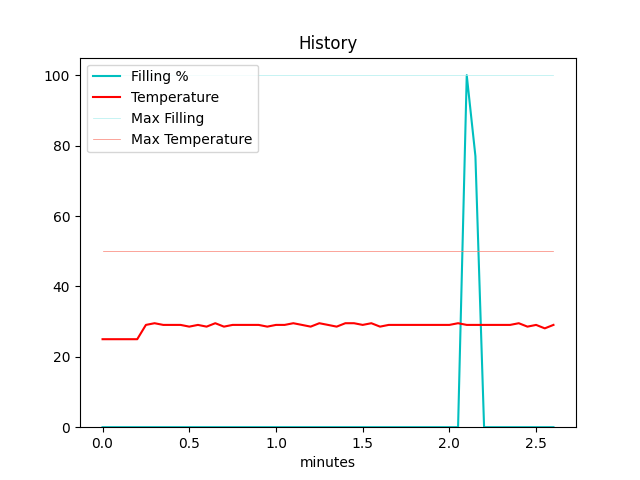 History
Filling %
Temperature
Max Filling
Max Temperature
100
80
60
40
20
0
0.0 0.5 1.0 1.5 2.0 2.5
minutes